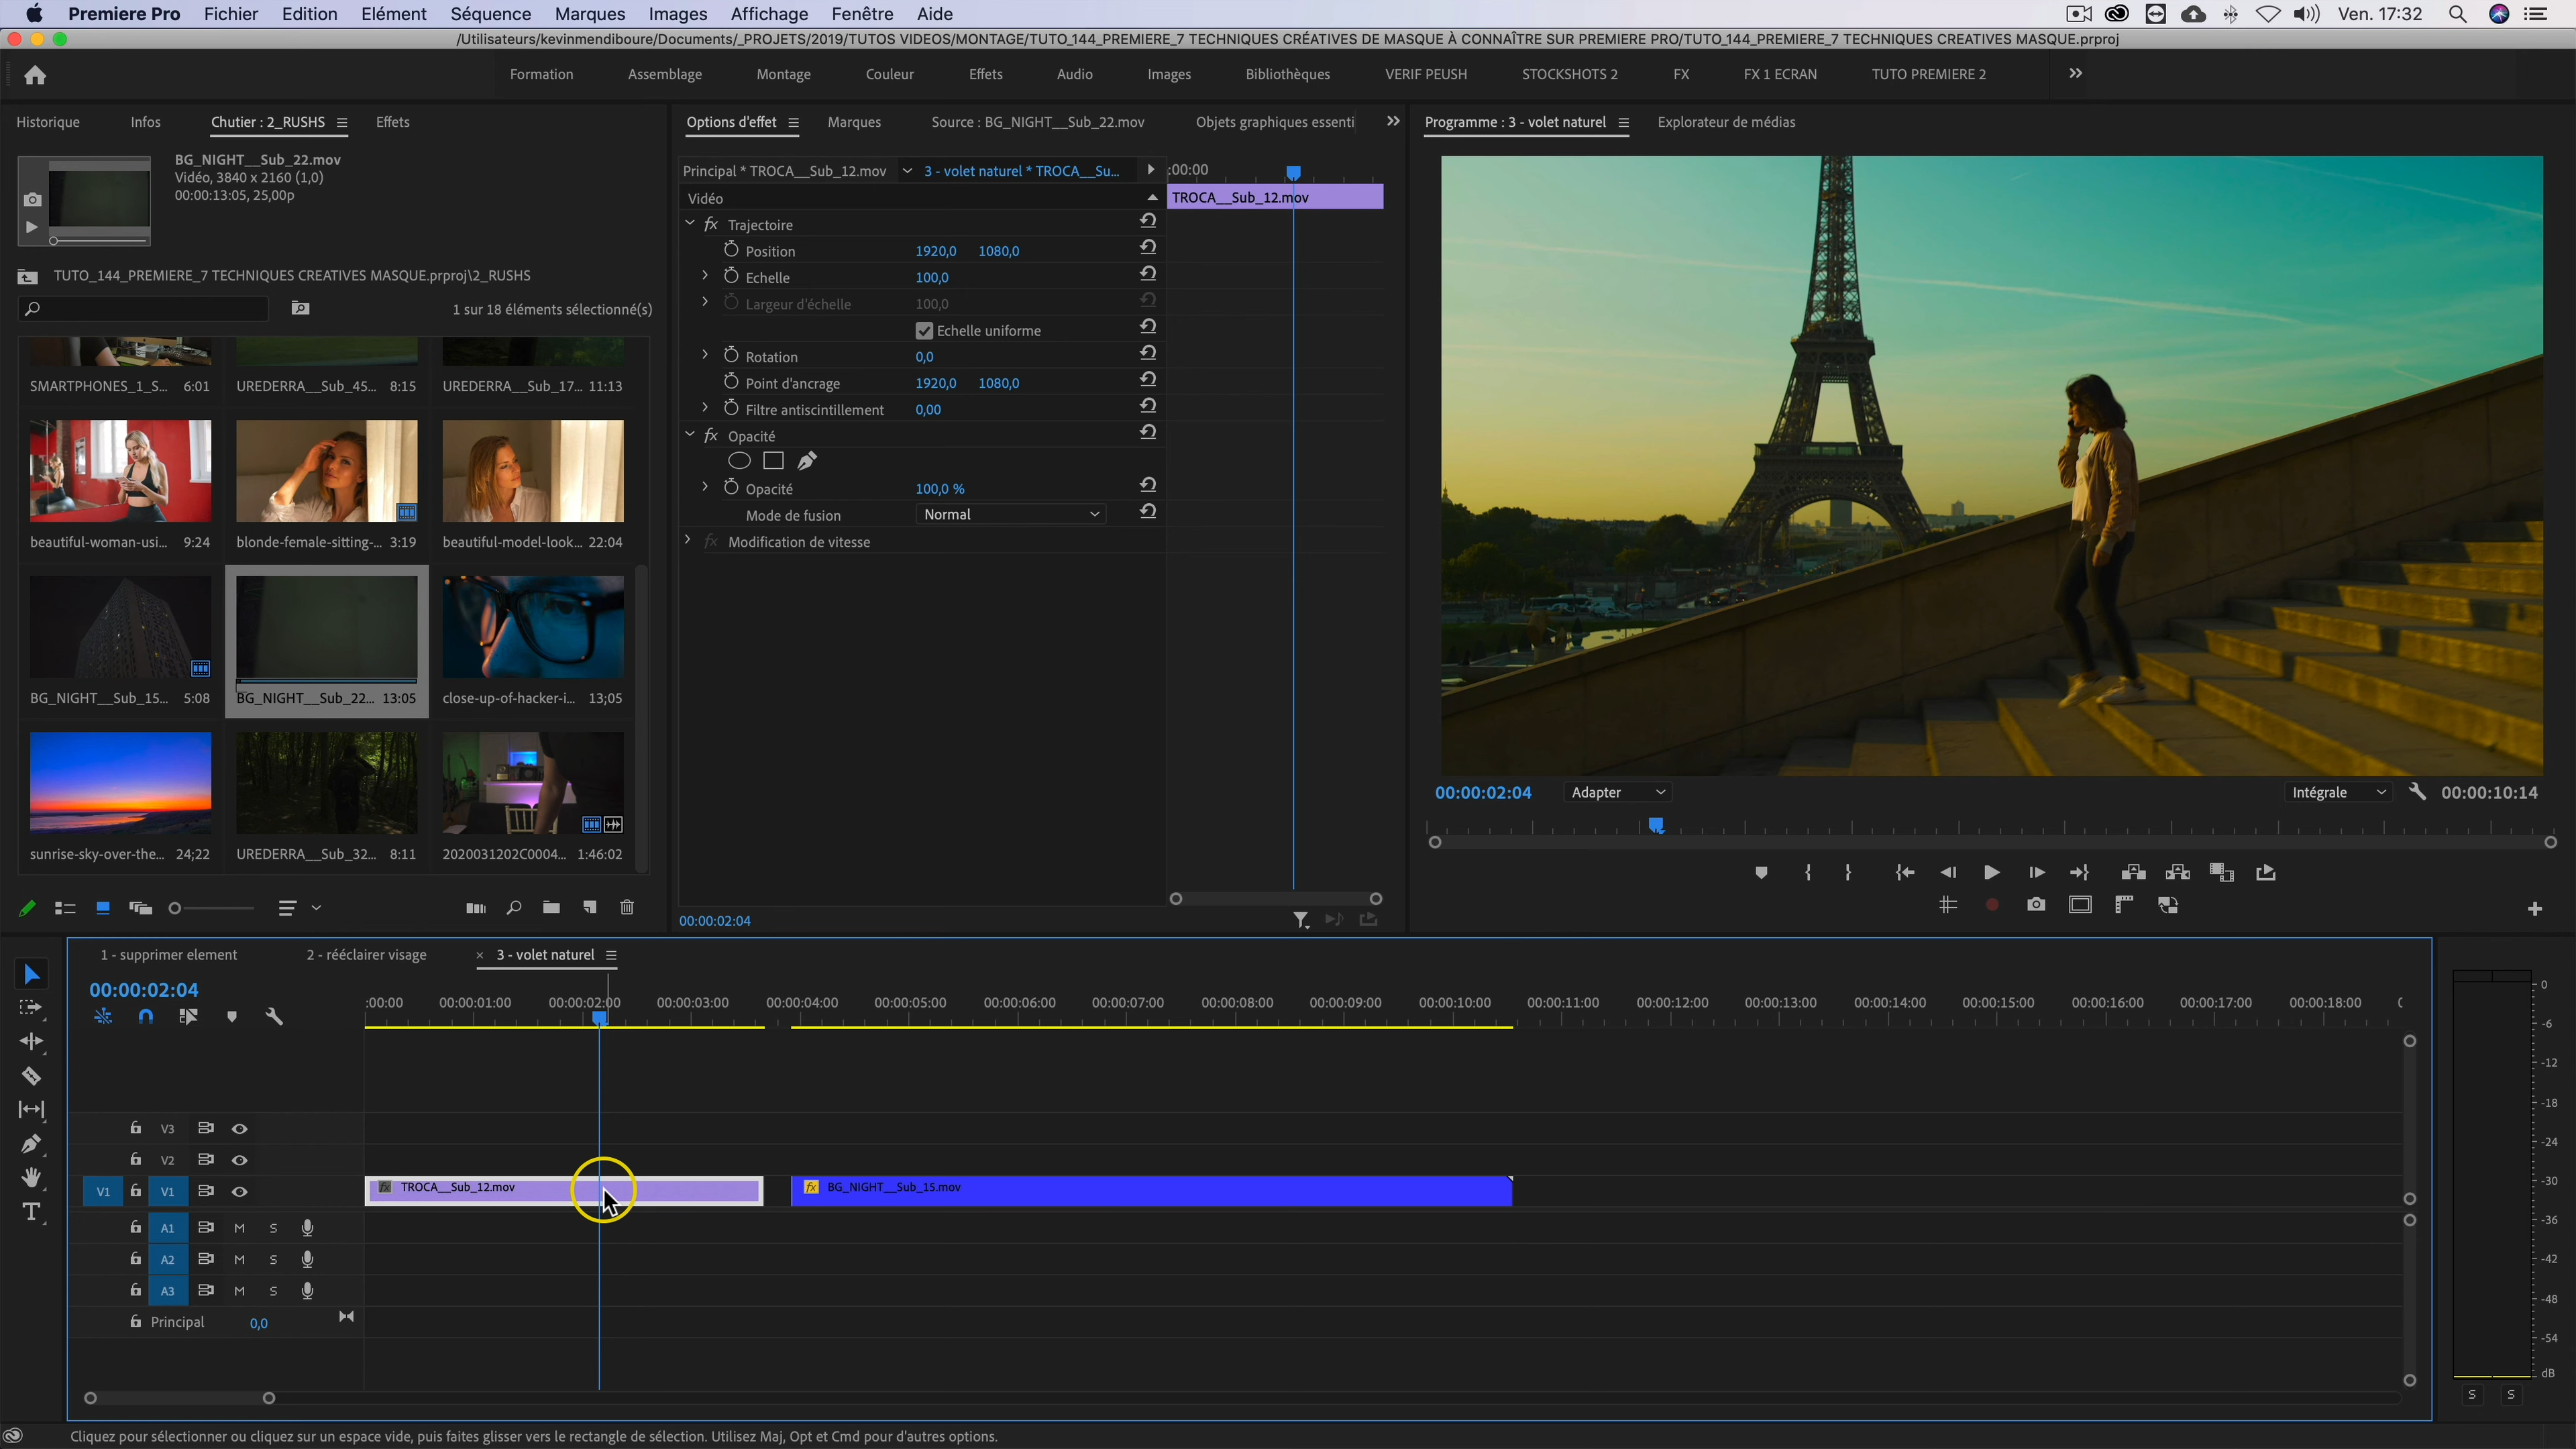 Premiere Pro Fichier Edition Elément Séquence Marques Images Affichage Fenêtre Aide Ven. 17:32
/Utilisateurs/kevinmendiboure/Documents/_PROJETS/2019/TUTOS VIDEOS/MONTAGE/TUTO_144_PREMIERE_7 TECHNIQUES CRÉATIVES DE MASQUE À CONNAÎTRE SUR PREMIERE PRO/TUTO_144_PREMIERE_7 TECHNIQUES CREATIVES MASQUE.prproj
Formation Assemblage Montage Couleur Effets Audio Images Bibliothèques VERIF PEUSH STOCKSHOTS 2 FX FX 1 ECRAN TUTO PREMIERE 2
Historique Infos Chutier : 2_RUSHS Effets
BG_NIGHT__Sub_22.mov
Vidéo, 3840 x 2160 (1,0)
00:00:13:05, 25,00p
TUTO_144_PREMIERE_7 TECHNIQUES CREATIVES MASQUE.prproj\2_RUSHS
1 sur 18 éléments sélectionné(s)
SMARTPHONES_1_S... 6:01 UREDERRA__Sub_45... 8:15 UREDERRA__Sub_17... 11:13
beautiful-woman-usi... 9:24 blonde-female-sitting-... 3:19 beautiful-model-look... 22:04
BG_NIGHT__Sub_15... 5:08 BG_NIGHT__Sub_22... 13:05 close-up-of-hacker-i... 13;05
sunrise-sky-over-the... 24;22 UREDERRA__Sub_32... 8:11 2020031202C0004... 1:46:02
Options d'effet Marques Source : BG_NIGHT__Sub_22.mov Objets graphiques essenti
Principal * TROCA__Sub_12.mov 3 - volet naturel * TROCA__Su... :00:00
Vidéo TROCA__Sub_12.mov
fx Trajectoire
Position 1920,0 1080,0
Echelle 100,0
Largeur d'échelle 100,0
Echelle uniforme
Rotation 0,0
Point d'ancrage 1920,0 1080,0
Filtre antiscintillement 0,00
fx Opacité
Opacité 100,0 %
Mode de fusion Normal
fx Modification de vitesse
00:00:02:04
Programme : 3 - volet naturel Explorateur de médias
00:00:02:04 Adapter Intégrale 00:00:10:14
1 - supprimer element 2 - rééclairer visage × 3 - volet naturel
00:00:02:04
:00:00 00:00:01:00 00:00:02:00 00:00:03:00 00:00:04:00 00:00:05:00 00:00:06:00 00:00:07:00 00:00:08:00 00:00:09:00 00:00:10:00 00:00:11:00 00:00:12:00 00:00:13:00 00:00:14:00 00:00:15:00 00:00:16:00 00:00:17:00 00:00:18:00
V3
V2
V1 V1 fx TROCA__Sub_12.mov fx BG_NIGHT__Sub_15.mov
A1 M S
A2 M S
A3 M S
Principal 0,0
0
-6
-12
-18
-24
-30
-36
-42
-48
-54
dB
S S
Cliquez pour sélectionner ou cliquez sur un espace vide, puis faites glisser vers le rectangle de sélection. Utilisez Maj, Opt et Cmd pour d'autres options.